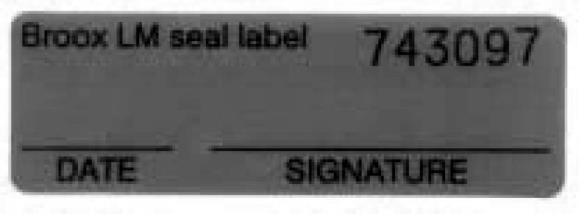 Broox LM seal label 743097
DATE SIGNATURE